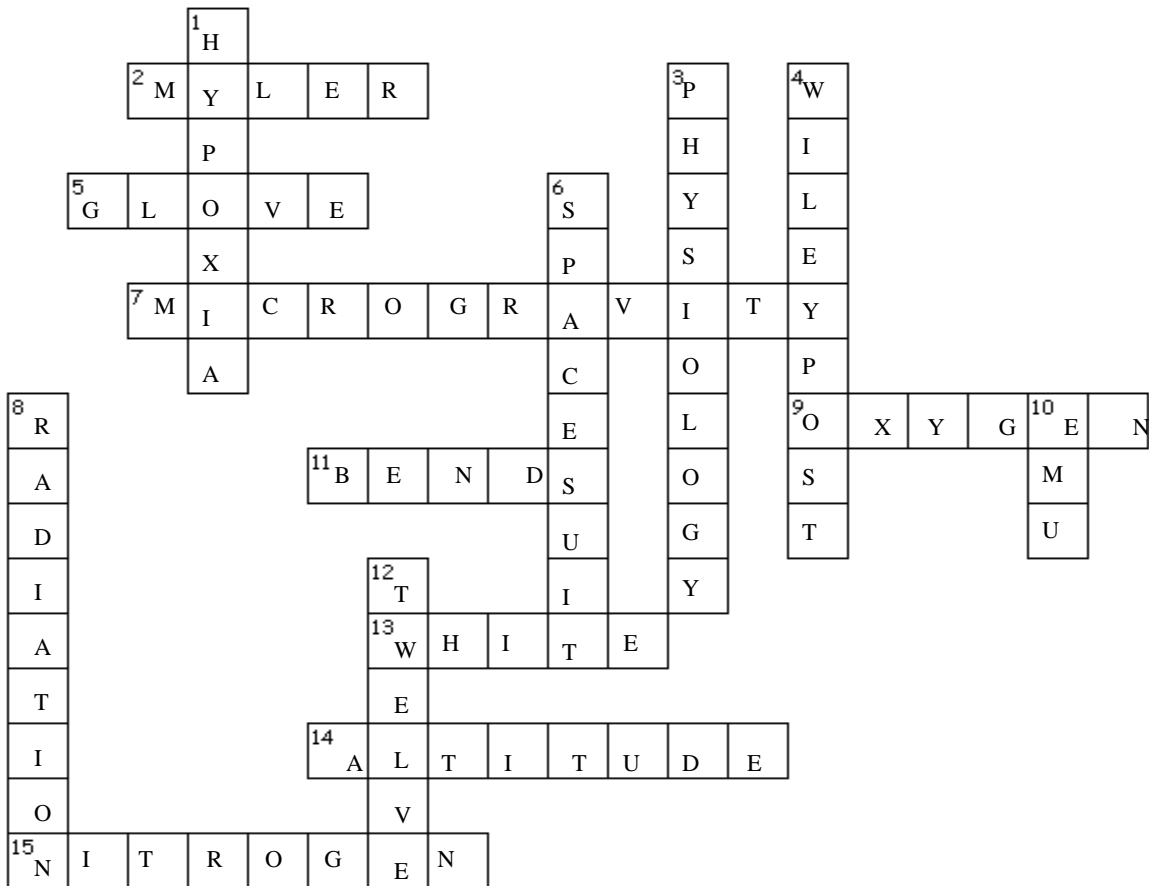 1 H
2 M Y L E R 3 P 4 W
P H I
5 G L O V E 6 S Y L
X P S E
7 M I C R O G R A V I T Y
A C O P
8 R E L 9 O X Y G 10 E N
A 11 B E N D S O S M
D U G T U
I 12 T I Y
A 13 W H I T E
T E
I 14 A L T I T U D E
O V
15 N I T R O G E N